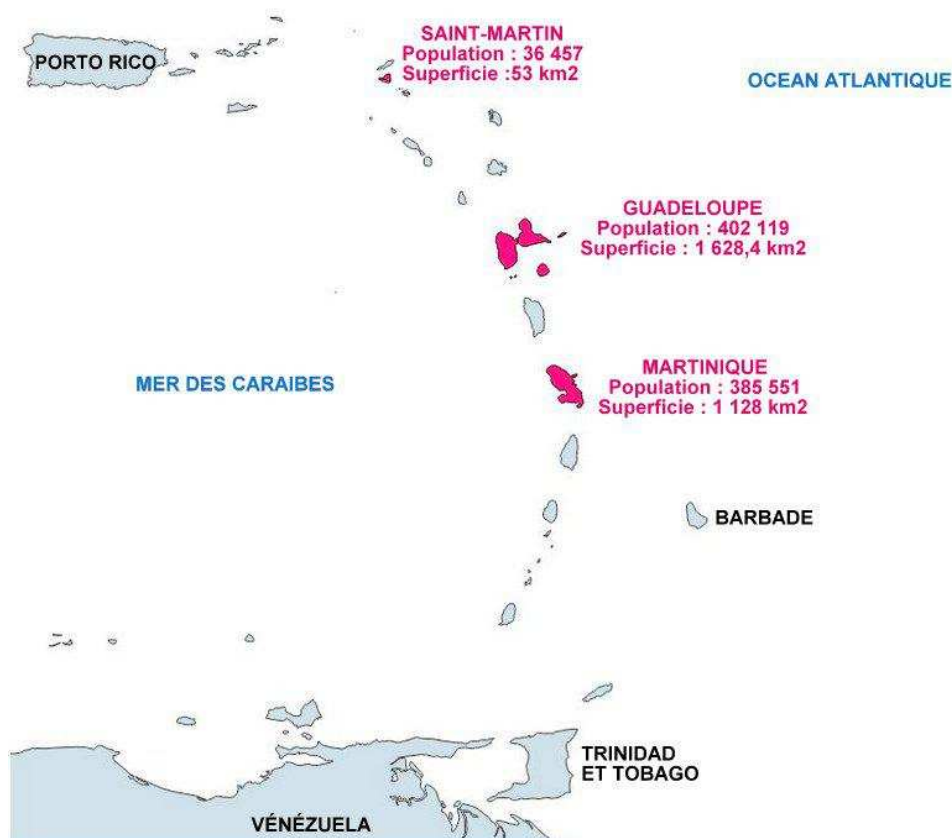 SAINT-MARTIN
Population : 36 457
Superficie :53 km2
PORTO RICO
OCEAN ATLANTIQUE
GUADELOUPE
Population : 402 119
Superficie : 1 628,4 km2
MER DES CARAIBES
MARTINIQUE
Population : 385 551
Superficie : 1 128 km2
BARBADE
TRINIDAD
ET TOBAGO
VÉNÉZUELA